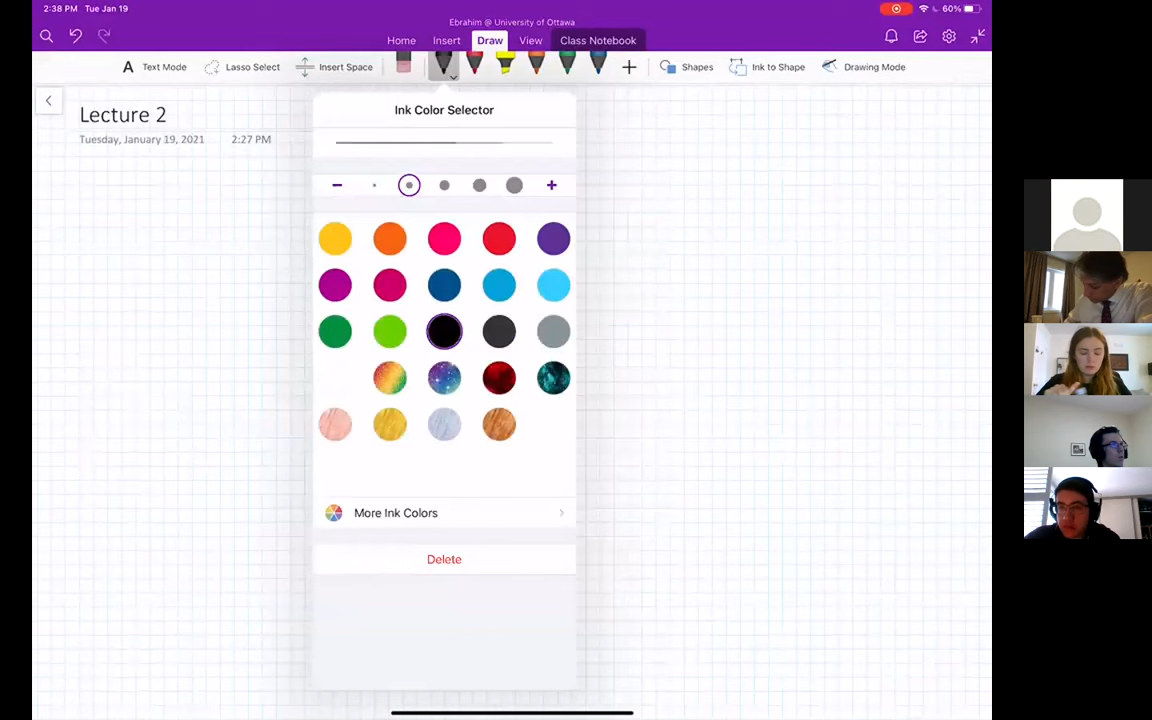 2:38 PM Tue Jan 19
60%
Ebrahim @ University of Ottawa
Home Insert Draw View Class Notebook
A Text Mode Lasso Select Insert Space Shapes Ink to Shape Drawing Mode
Lecture 2
Tuesday, January 19, 2021 2:27 PM
Ink Color Selector
More Ink Colors
Delete